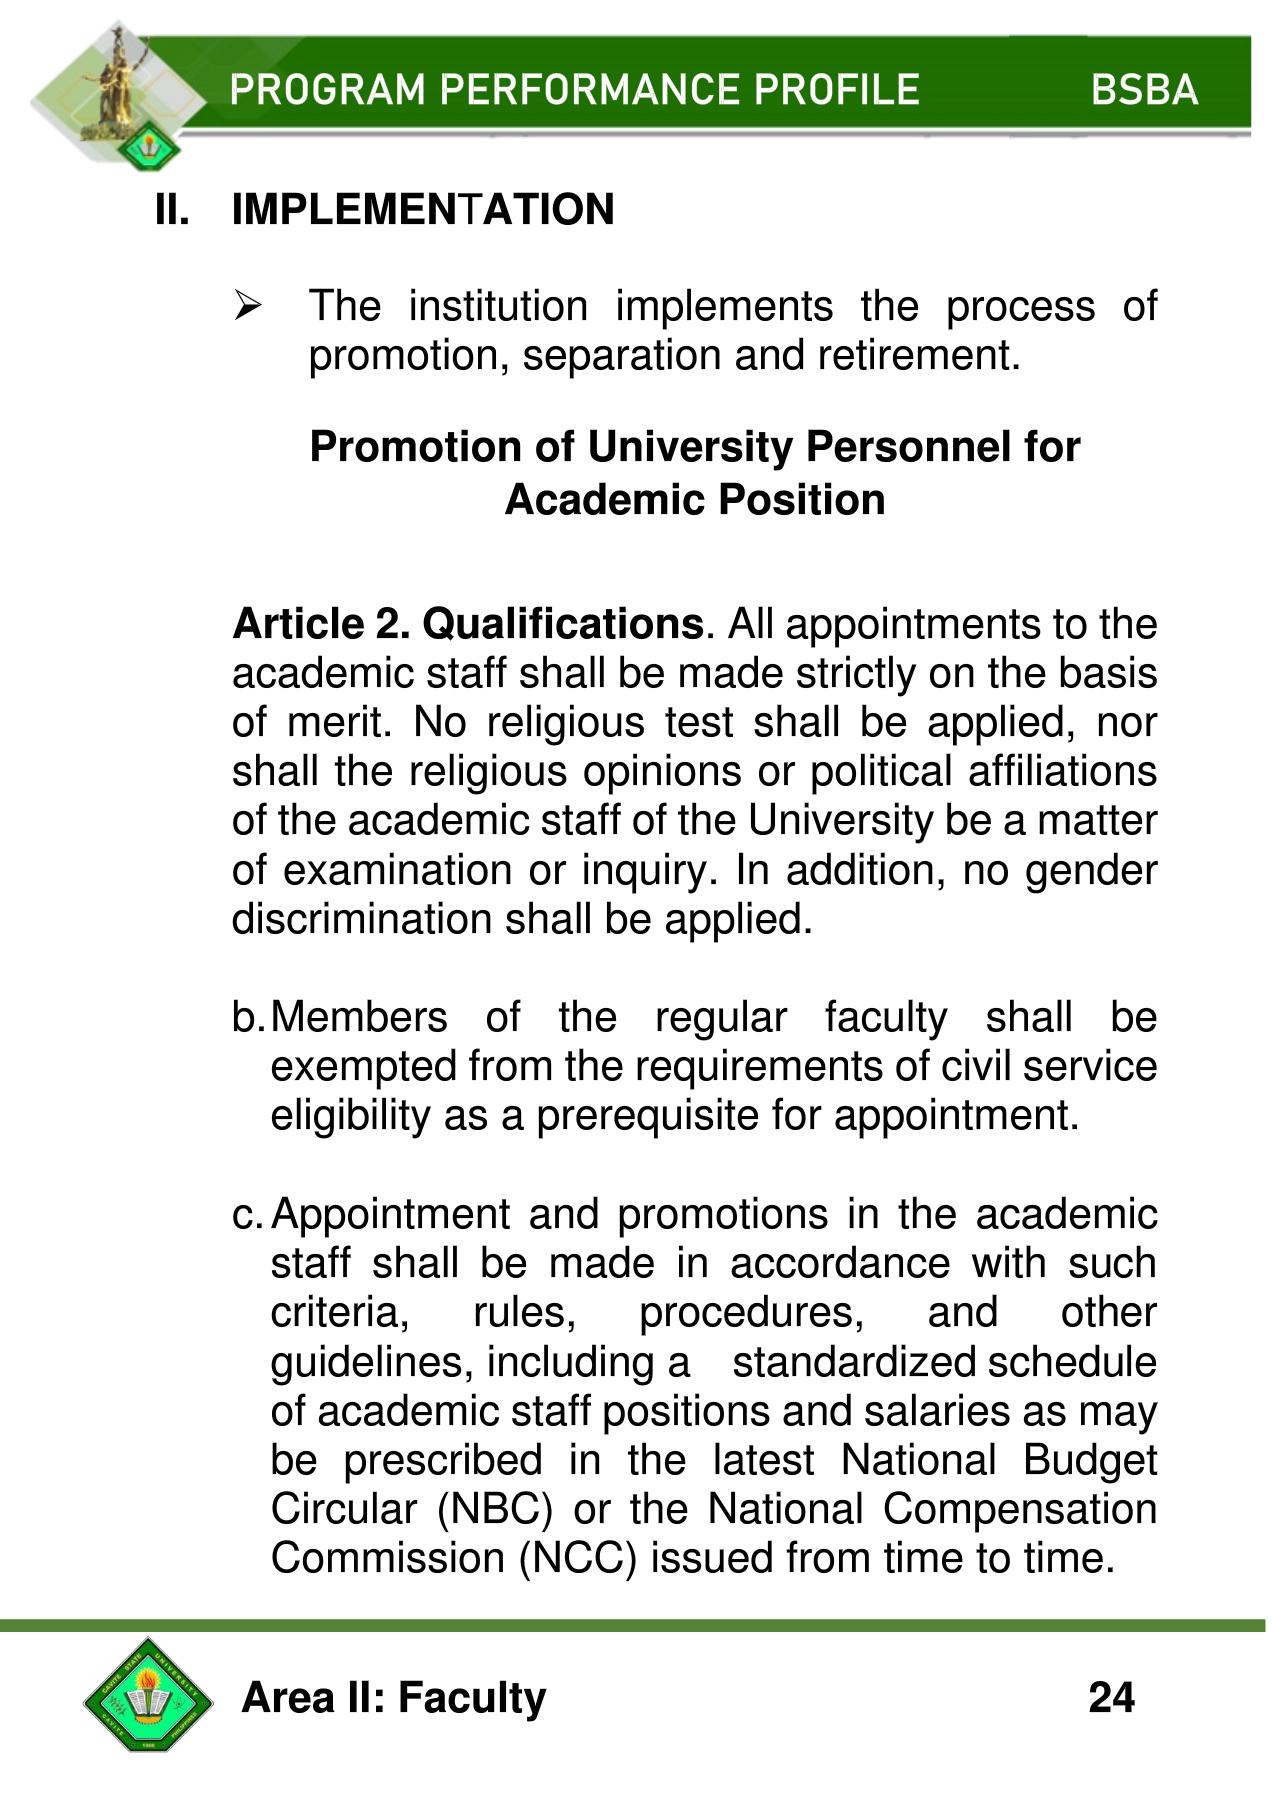 PROGRAM PERFORMANCE PROFILE BSBA
II. IMPLEMENTATION
➢ The institution implements the process of
promotion, separation and retirement.
Promotion of University Personnel for
Academic Position
Article 2. Qualifications. All appointments to the
academic staff shall be made strictly on the basis
of merit. No religious test shall be applied, nor
shall the religious opinions or political affiliations
of the academic staff of the University be a matter
of examination or inquiry. In addition, no gender
discrimination shall be applied.
b. Members of the regular faculty shall be
exempted from the requirements of civil service
eligibility as a prerequisite for appointment.
c. Appointment and promotions in the academic
staff shall be made in accordance with such
criteria, rules, procedures, and other
guidelines, including a standardized schedule
of academic staff positions and salaries as may
be prescribed in the latest National Budget
Circular (NBC) or the National Compensation
Commission (NCC) issued from time to time.
CAVITE STATE UNIVERSITY
CAVITE PHILIPPINES
1906
Area II: Faculty 24